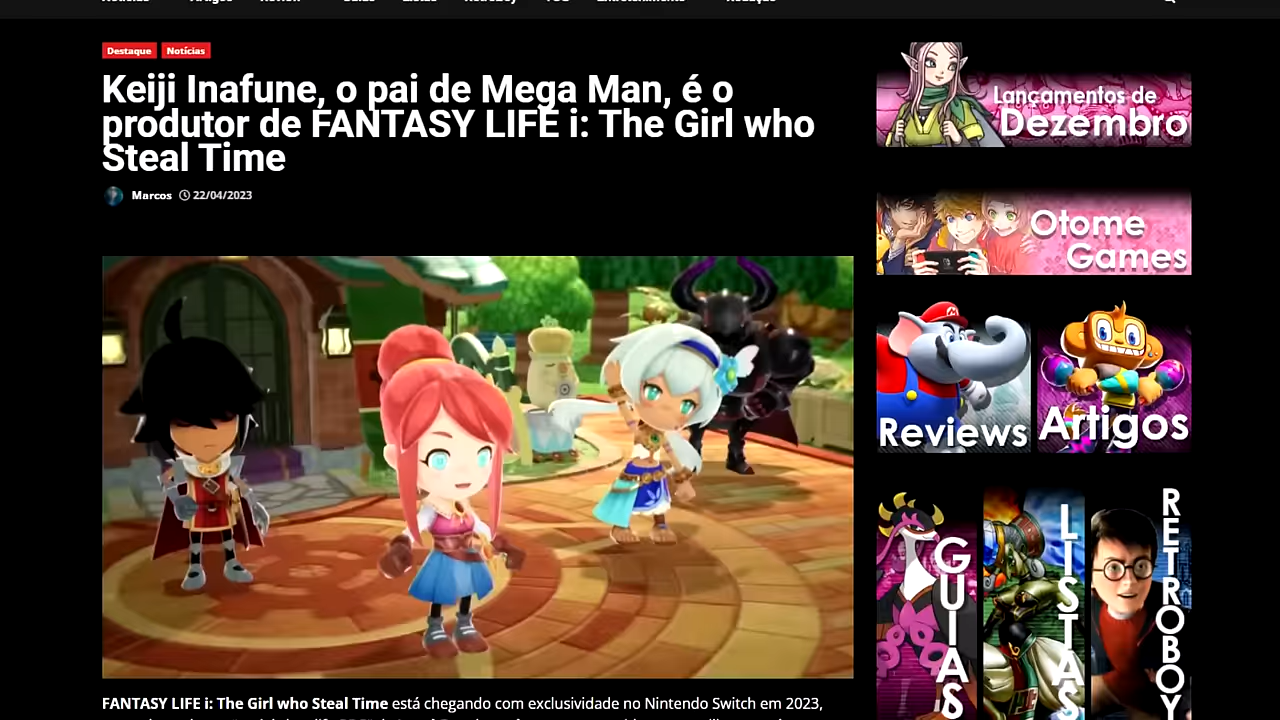 Destaque Notícias
Keiji Inafune, o pai de Mega Man, é o
produtor de FANTASY LIFE i: The Girl who
Steal Time
Marcos 22/04/2023
FANTASY LIFE i: The Girl who Steal Time está chegando com exclusividade no Nintendo Switch em 2023,
Lançamentos de
Dezembro
Otome
Games
Reviews
Artigos
GUIAS
LISTAS
RETROBOY